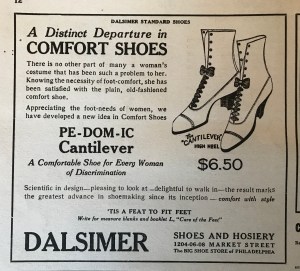 12
DALSIMER STANDARD SHOES
A Distinct Departure in
COMFORT SHOES
There is no other part of many a woman's
costume that has been such a problem to her.
Knowing the necessity of foot-comfort, she has
been satisfied with the plain, old-fashioned
comfort shoe.
Appreciating the foot-needs of women, we
have developed a new idea in Comfort Shoes
PE-DOM-IC
Cantilever
A Comfortable Shoe for Every Woman
of Discrimination
The "CANTILEVER"
HIGH HEEL
$6.50
Scientific in design—pleasing to look at—delightful to walk in—the result marks
the greatest advance in shoemaking since its inception—comfort with style
'TIS A FEAT TO FIT FEET
Write for measure blanks and booklet L, "Care of the Feet"
DALSIMER
SHOES AND HOSIERY
1204-06-08 MARKET STREET
The BIG SHOE STORE of PHILADELPHIA